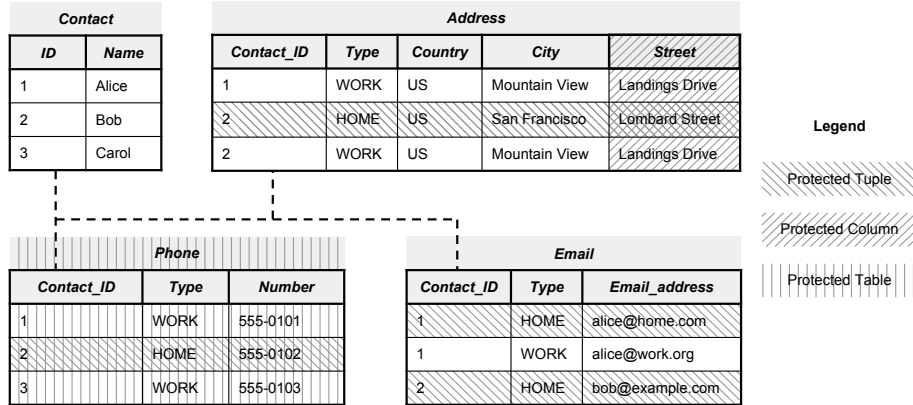 Contact
ID Name
1 Alice
2 Bob
3 Carol
Address
Contact_ID Type Country City Street
1 WORK US Mountain View Landings Drive
2 HOME US San Francisco Lombard Street
2 WORK US Mountain View Landings Drive
Legend
Protected Tuple
Protected Column
Protected Table
Phone
Contact_ID Type Number
1 WORK 555-0101
2 HOME 555-0102
3 WORK 555-0103
Email
Contact_ID Type Email_address
1 HOME alice@home.com
1 WORK alice@work.org
2 HOME bob@example.com